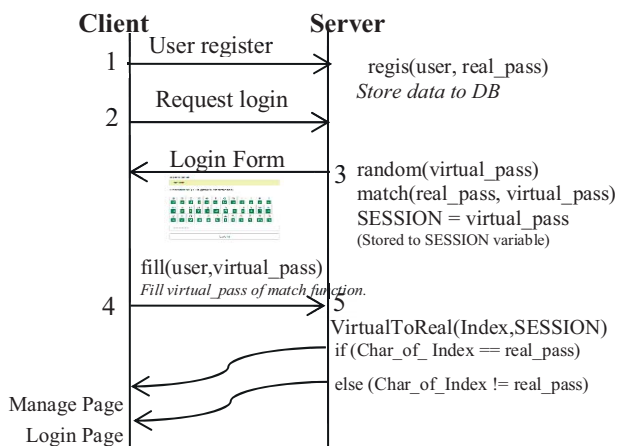 Client Server
User register
1
regis(user, real_pass)
Store data to DB
Request login
2
Login Form
3 random(virtual_pass)
match(real_pass, virtual_pass)
SESSION = virtual_pass
(Stored to SESSION variable)
fill(user,virtual_pass)
Fill virtual_pass of match function.
4
5
VirtualToReal(Index,SESSION)
if (Char_of_ Index == real_pass)
else (Char_of_Index != real_pass)
Manage Page
Login Page